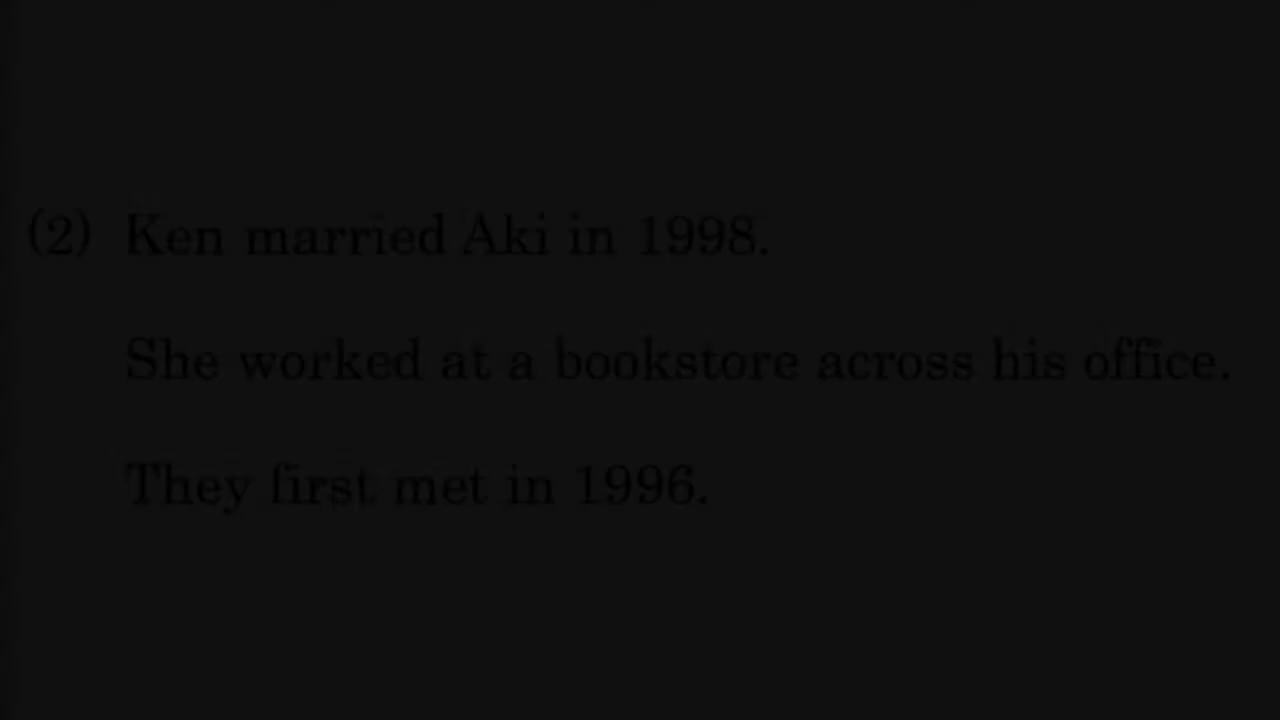 (2) Ken married Aki in 1998.
She worked at a bookstore across his office.
They first met in 1996.